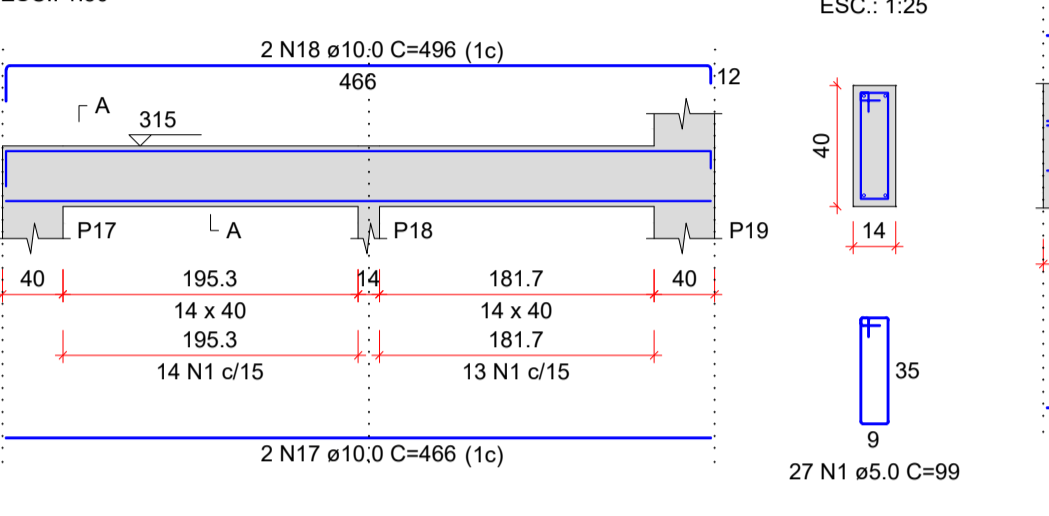 ESC.: 1:25
2 N18 ø10.0 C=496 (1c)
466
12
A
315
40
P17
A
P18
P19
14
40
195.3
14
181.7
40
14 x 40
14 x 40
195.3
181.7
14 N1 c/15
13 N1 c/15
35
9
2 N17 ø10.0 C=466 (1c)
27 N1 ø5.0 C=99